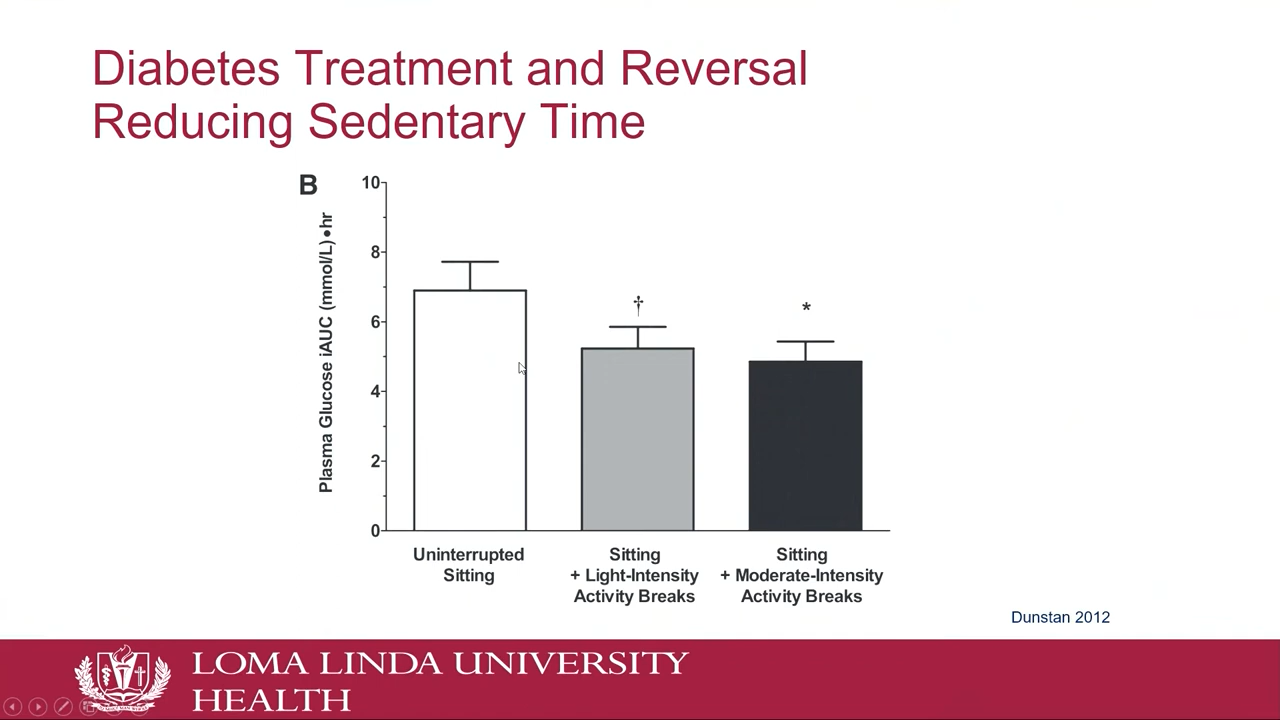 Diabetes Treatment and Reversal
Reducing Sedentary Time
B
Plasma Glucose iAUC (mmol/L)•hr
10
8
6
4
2
0
†
*
Uninterrupted
Sitting
Sitting
+ Light-Intensity
Activity Breaks
Sitting
+ Moderate-Intensity
Activity Breaks
Dunstan 2012
LOMA LINDA UNIVERSITY
HEALTH